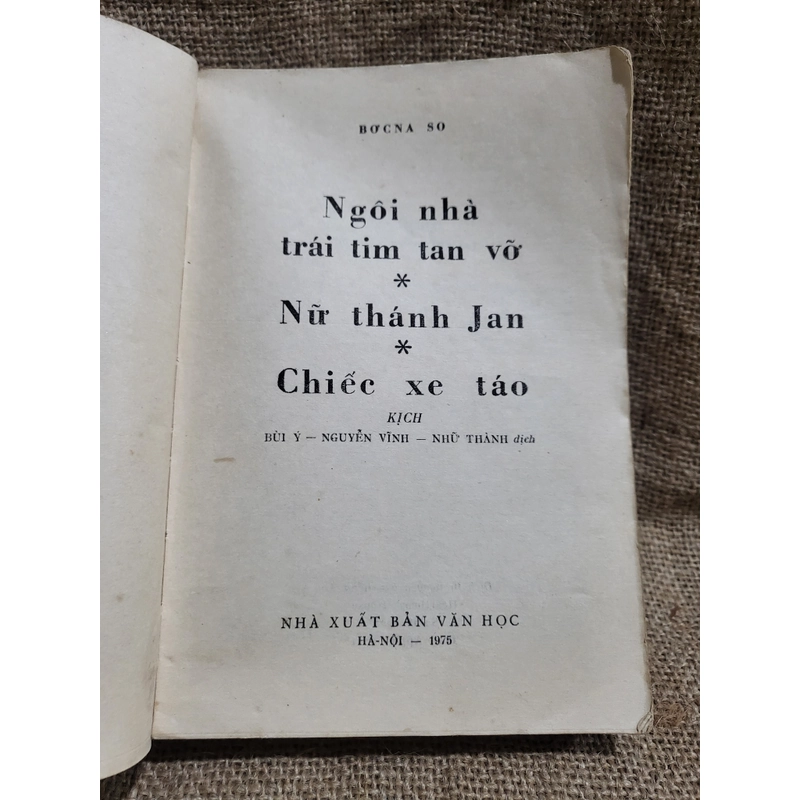 BƠCNA SO
Ngôi nhà
trái tim tan vỡ
*
Nữ thánh Jan
*
Chiếc xe táo
KỊCH
BÙI Ý — NGUYỄN VĨNH — NHỮ THÀNH dịch
NHÀ XUẤT BẢN VĂN HỌC
HÀ-NỘI — 1975